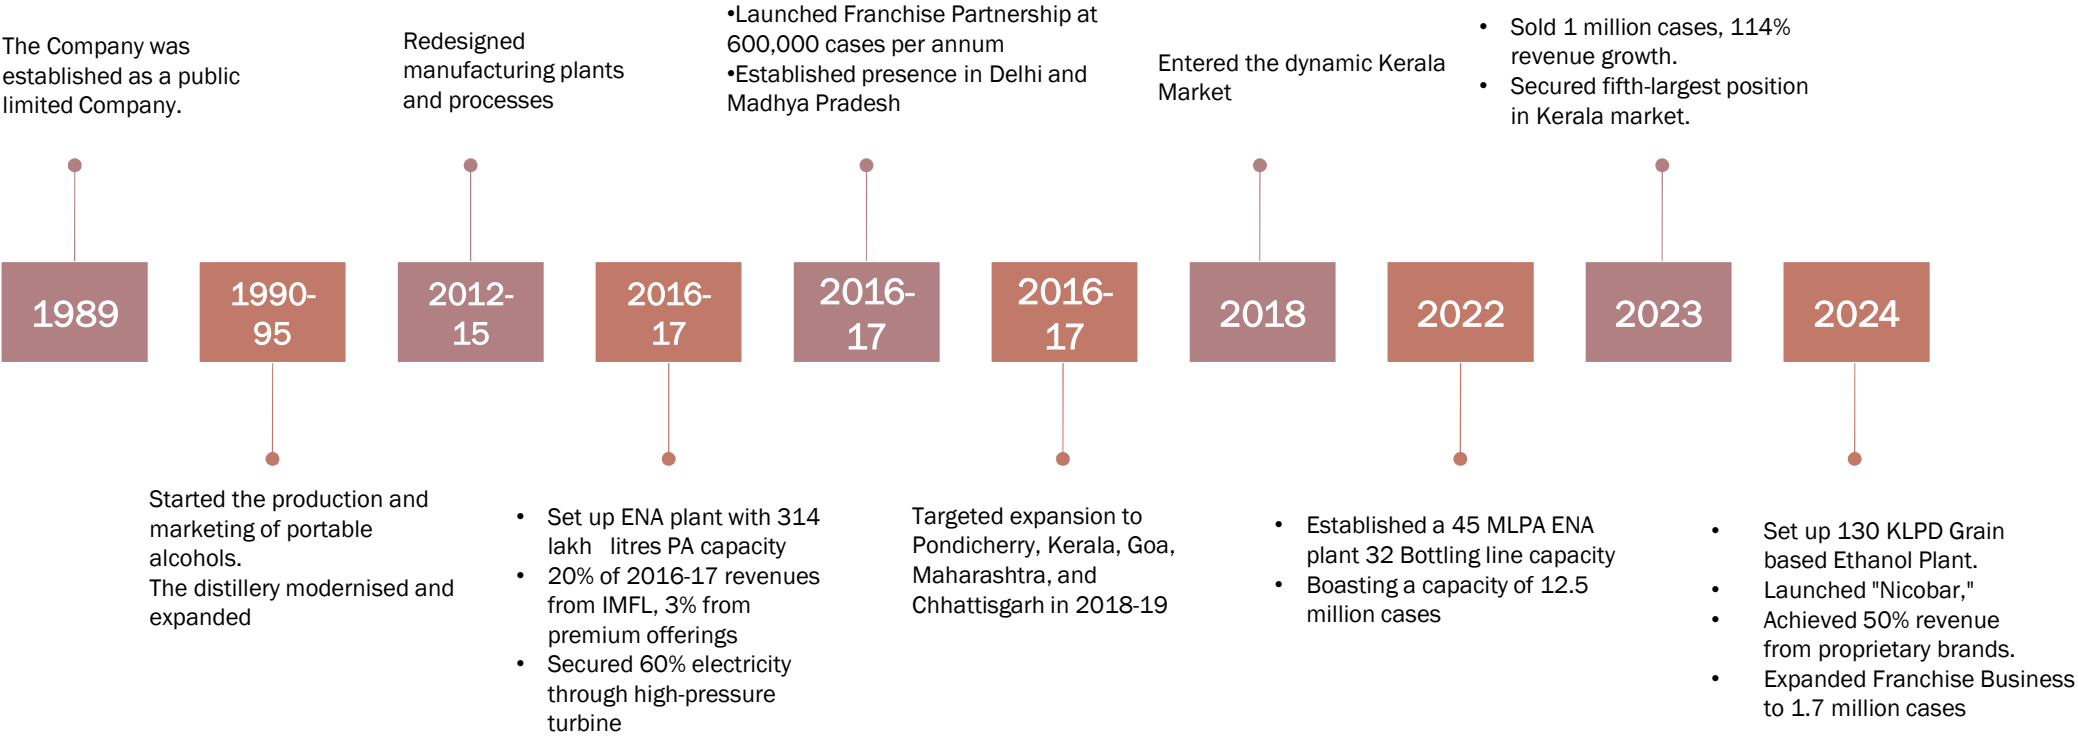 The Company was
established as a public
limited Company.
Redesigned
manufacturing plants
and processes
•Launched Franchise Partnership at
600,000 cases per annum
•Established presence in Delhi and
Madhya Pradesh
Entered the dynamic Kerala
Market
• Sold 1 million cases, 114%
revenue growth.
• Secured fifth-largest position
in Kerala market.
1989
1990-
95
2012-
15
2016-
17
2016-
17
2016-
17
2018
2022
2023
2024
Started the production and
marketing of portable
alcohols.
The distillery modernised and
expanded
• Set up ENA plant with 314
lakh litres PA capacity
• 20% of 2016-17 revenues
from IMFL, 3% from
premium offerings
• Secured 60% electricity
through high-pressure
turbine
Targeted expansion to
Pondicherry, Kerala, Goa,
Maharashtra, and
Chhattisgarh in 2018-19
• Established a 45 MLPA ENA
plant 32 Bottling line capacity
• Boasting a capacity of 12.5
million cases
• Set up 130 KLPD Grain
based Ethanol Plant.
• Launched "Nicobar,"
• Achieved 50% revenue
from proprietary brands.
• Expanded Franchise Business
to 1.7 million cases